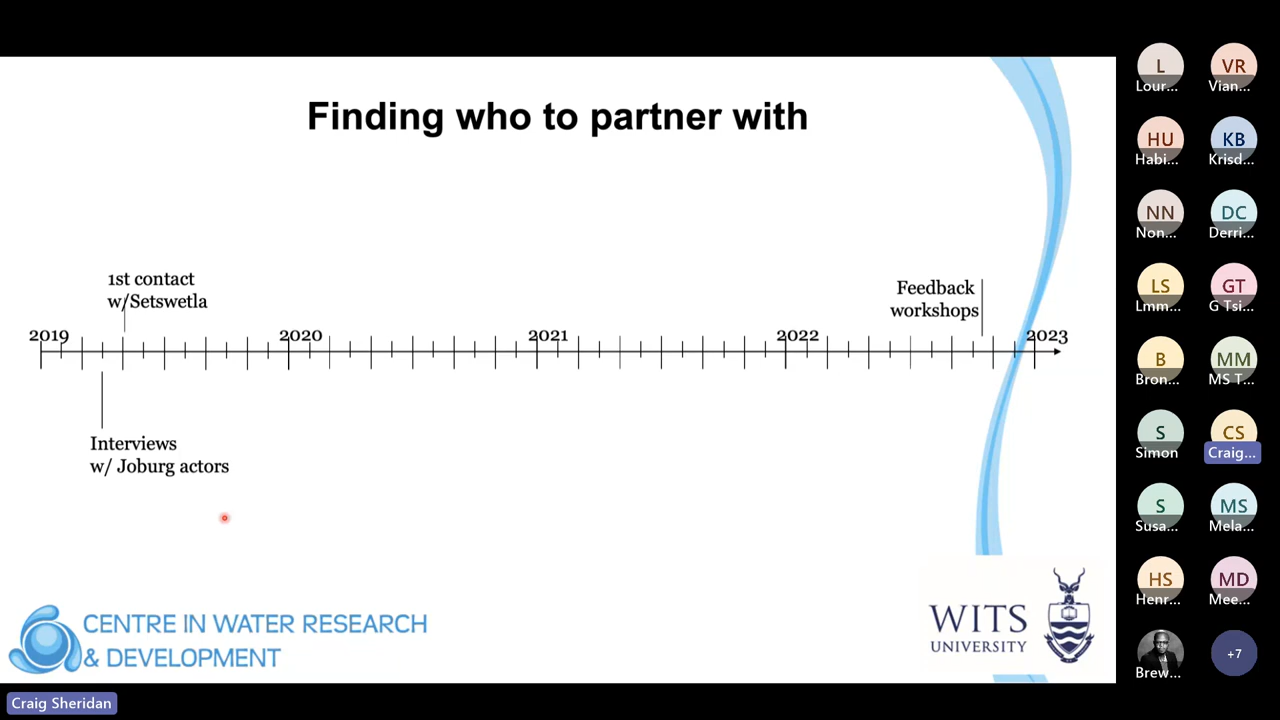 Finding who to partner with
1st contact
w/Setswetla
Feedback
workshops
2019
2020
2021
2022
2023
Interviews
w/ Joburg actors
CENTRE IN WATER RESEARCH
& DEVELOPMENT
WITS
UNIVERSITY
Craig Sheridan
L
Lour...
VR
Vian...
HU
Habi...
KB
Krisd...
NN
Non...
DC
Derri...
LS
Lmm...
GT
G Tsi...
B
Bron...
MM
MS T...
S
Simon
CS
Craig...
S
Susa...
MS
Mela...
HS
Henr...
MD
Mee...
Brew...
+7